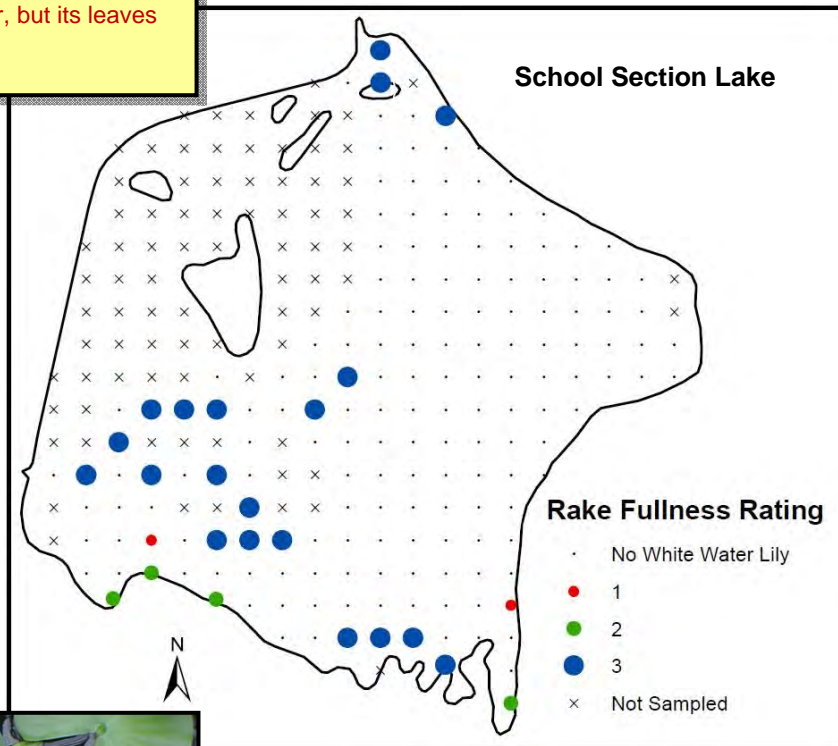 r, but its leaves
School Section Lake
Rake Fullness Rating
No White Water Lily
1
2
3
Not Sampled
N